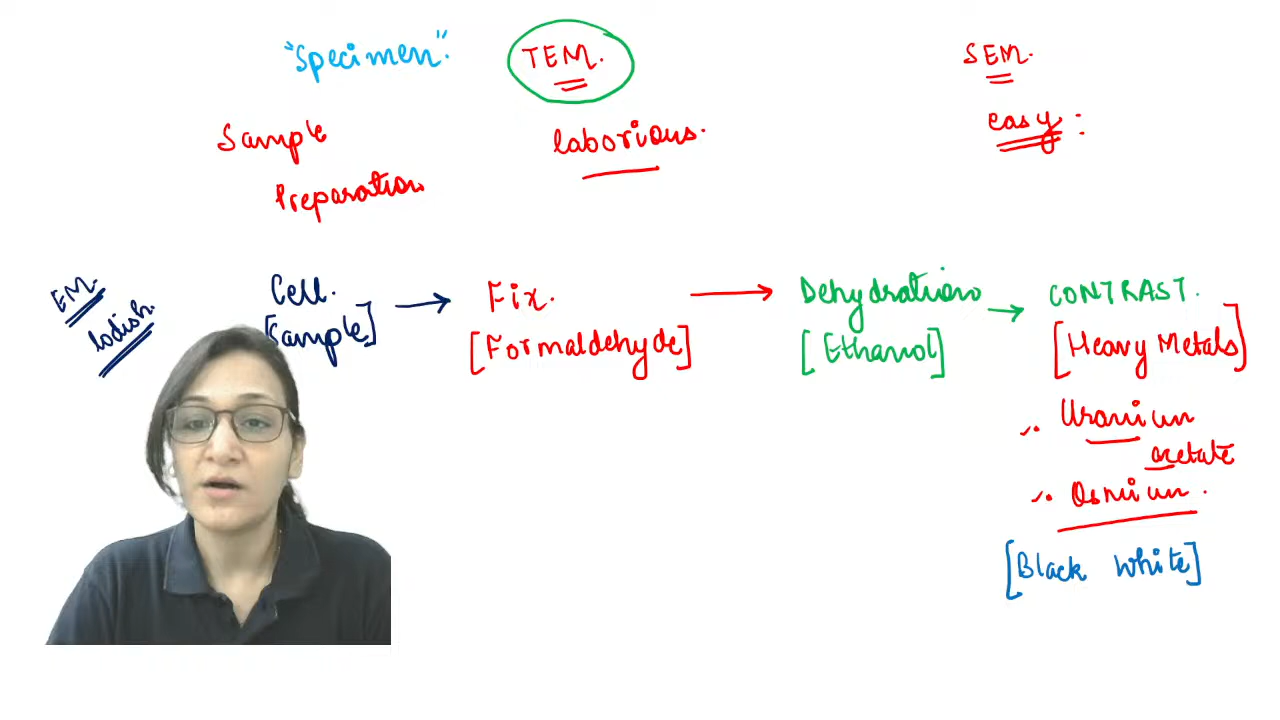 "Specimen".
TEM.
SEM.
Sample
Preparation
laborious.
easy:
EM.
lodish.
Cell.
[Sample]
Fix.
[Formaldehyde]
Dehydration
[Ethanol]
CONTRAST.
[Heavy Metals]
Uranium
acetate
Osmium.
[Black White]